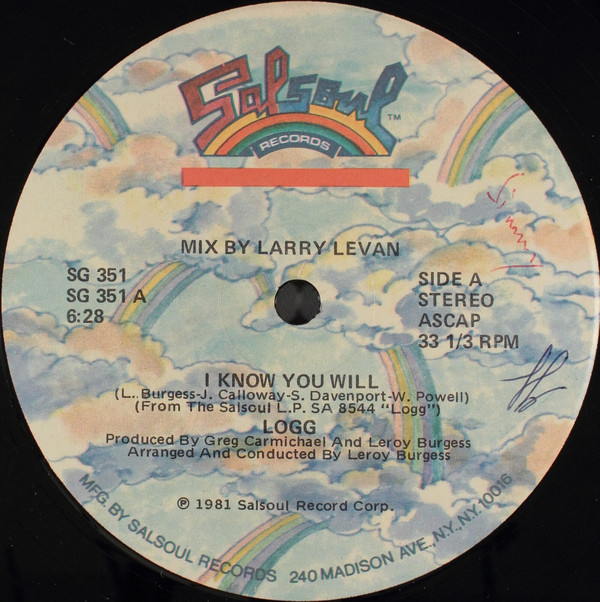 Salsoul TM
RECORDS
MIX BY LARRY LEVAN
SG 351
SG 351 A
6:28
SIDE A
STEREO
ASCAP
33 1/3 RPM
I KNOW YOU WILL
(L. Burgess-J. Calloway-S. Davenport-W. Powell)
(From The Salsoul L.P. SA 8544 "Logg")
LOGG
Produced By Greg Carmichael And Leroy Burgess
Arranged And Conducted By Leroy Burgess
℗ 1981 Salsoul Record Corp.
MFG. BY SALSOUL RECORDS 240 MADISON AVE., N.Y., N.Y. 10016